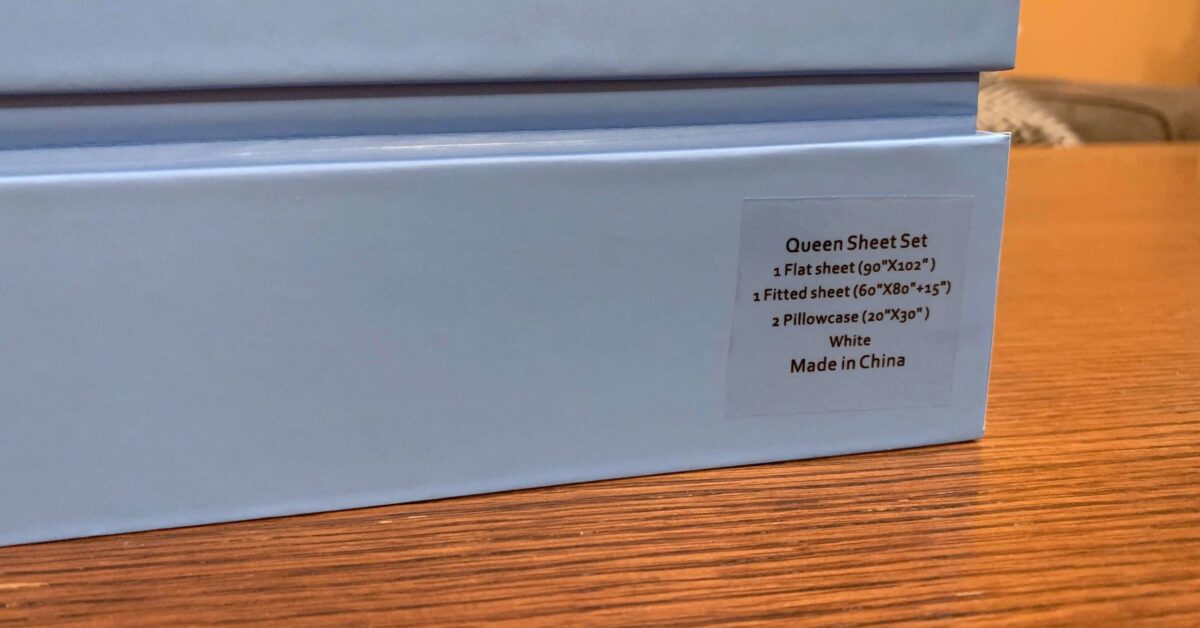 Queen Sheet Set
1 Flat sheet (90"X102" )
1 Fitted sheet (60"X80"+15")
2 Pillowcase (20"X30" )
White
Made in China